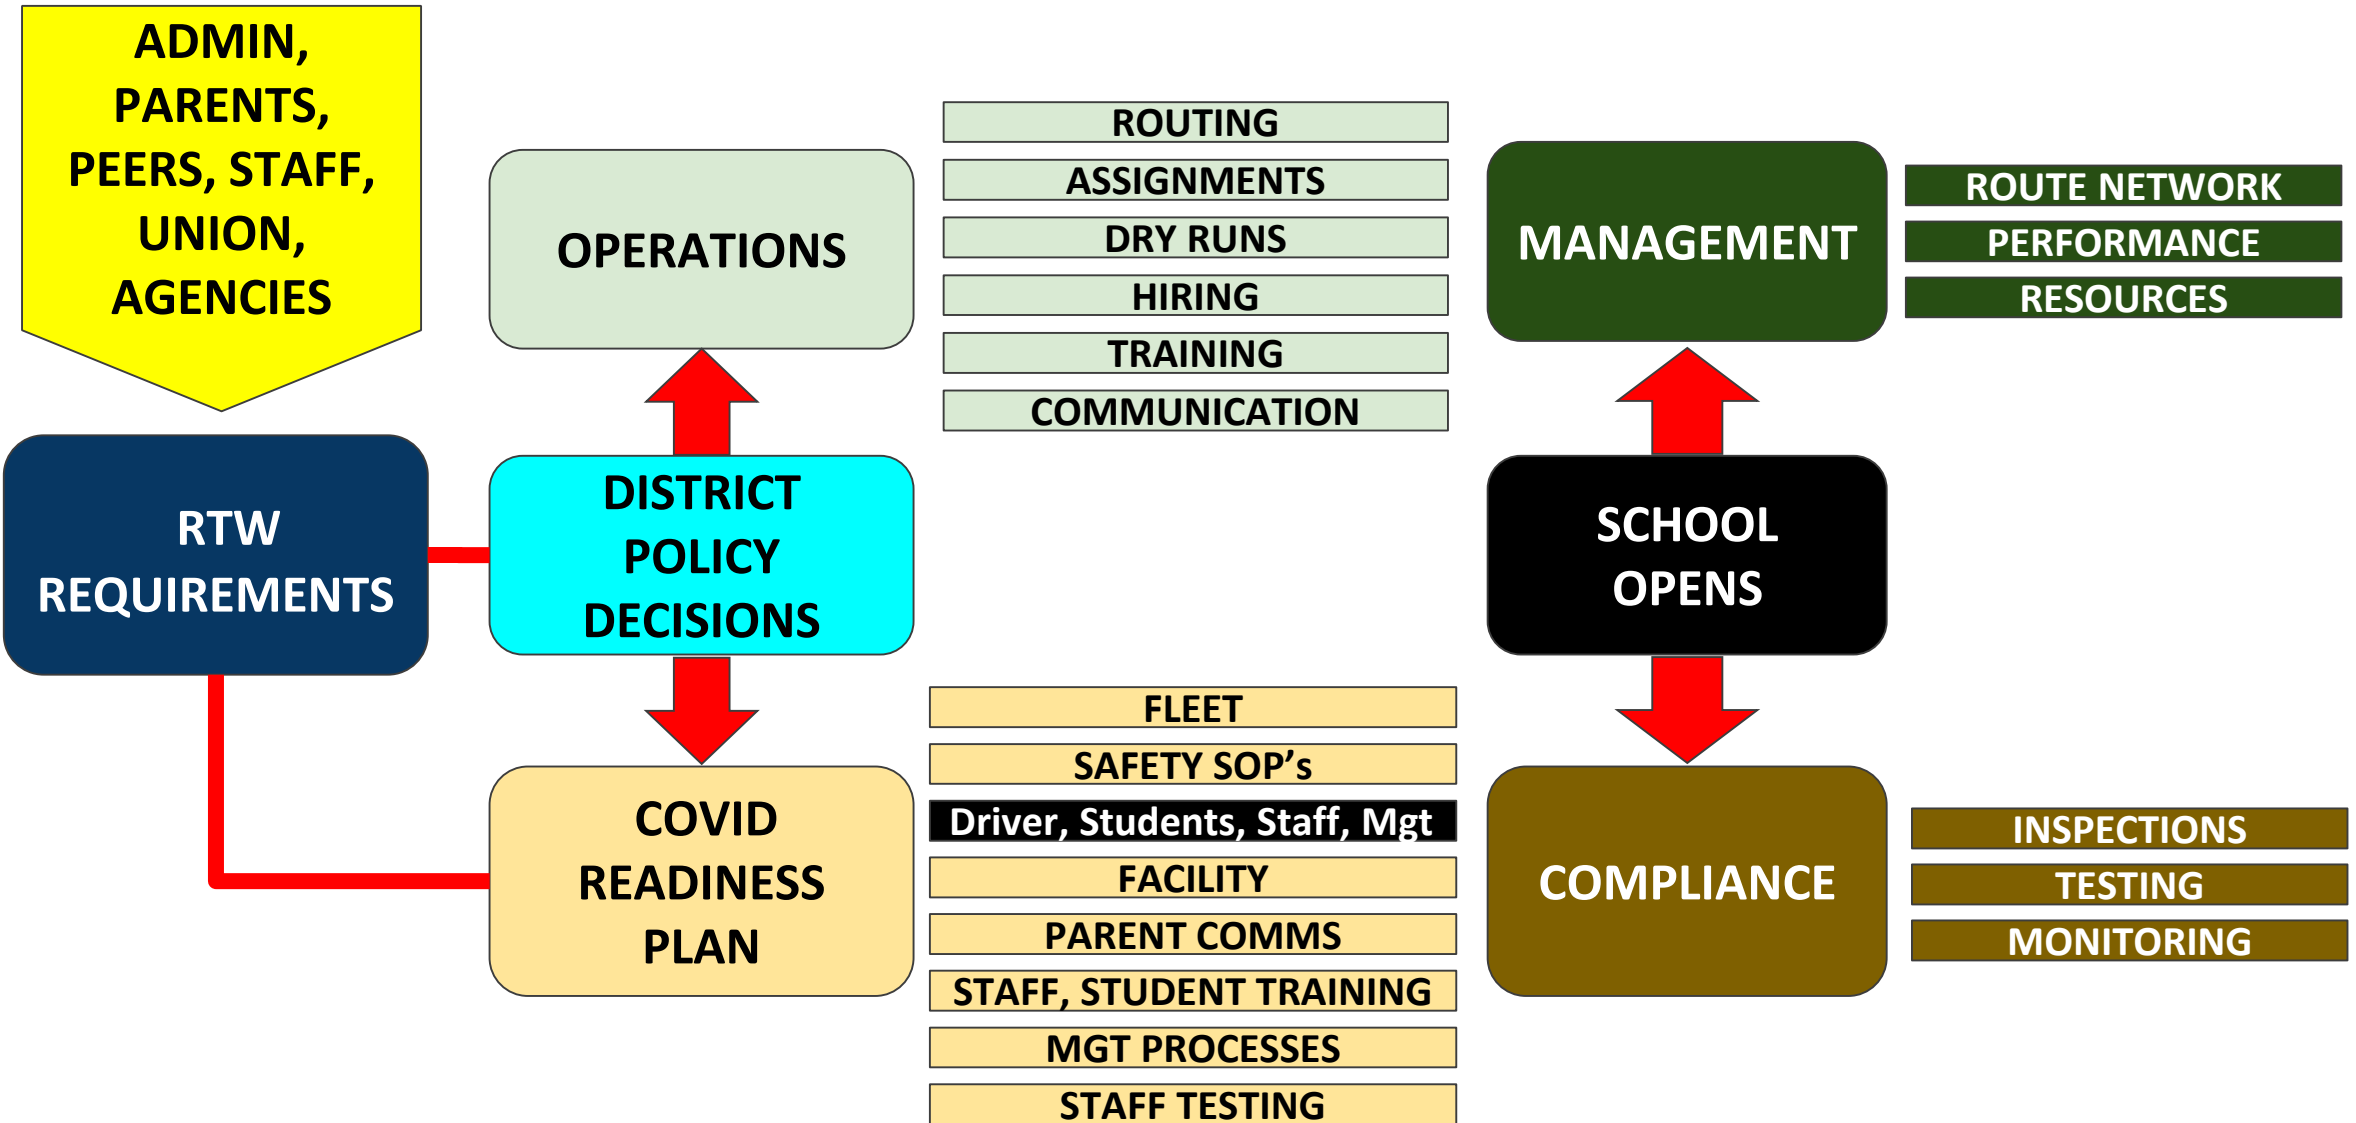 ADMIN,
PARENTS,
PEERS, STAFF,
UNION,
AGENCIES
RTW
REQUIREMENTS
OPERATIONS
DISTRICT
POLICY
DECISIONS
COVID
READINESS
PLAN
ROUTING
ASSIGNMENTS
DRY RUNS
HIRING
TRAINING
COMMUNICATION
FLEET
SAFETY SOP’s
Driver, Students, Staff, Mgt
FACILITY
PARENT COMMS
STAFF, STUDENT TRAINING
MGT PROCESSES
STAFF TESTING
MANAGEMENT
SCHOOL
OPENS
COMPLIANCE
ROUTE NETWORK
PERFORMANCE
RESOURCES
INSPECTIONS
TESTING
MONITORING